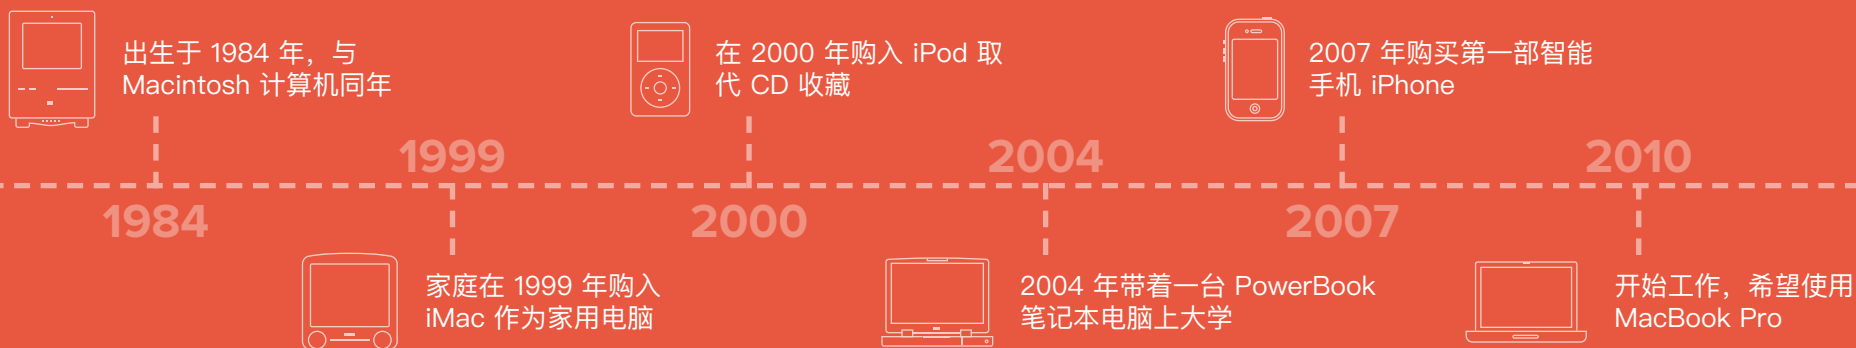 出生于 1984 年，与
Macintosh 计算机同年
1984
1999
家庭在 1999 年购入
iMac 作为家用电脑
在 2000 年购入 iPod 取
代 CD 收藏
2000
2004
2004 年带着一台 PowerBook
笔记本电脑上大学
2007 年购买第一部智能
手机 iPhone
2007
2010
开始工作，希望使用
MacBook Pro